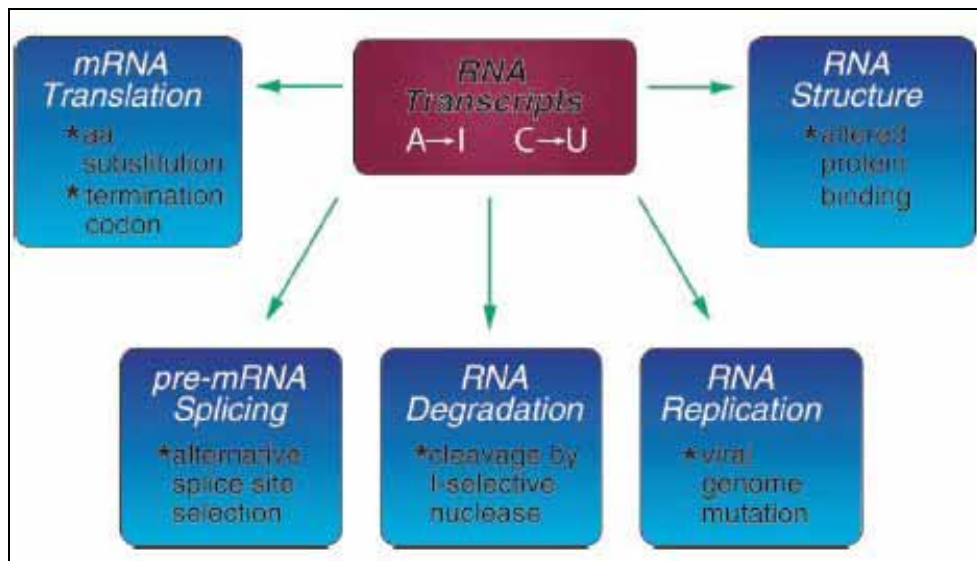 mRNA
Translation
*aa
substitution
*termination
codon
RNA
Transcripts
A→I C→U
RNA
Structure
*altered
protein
binding
pre-mRNA
Splicing
*alternative
splice site
selection
RNA
Degradation
*cleavage by
I-selective
nuclease
RNA
Replication
*viral
genome
mutation